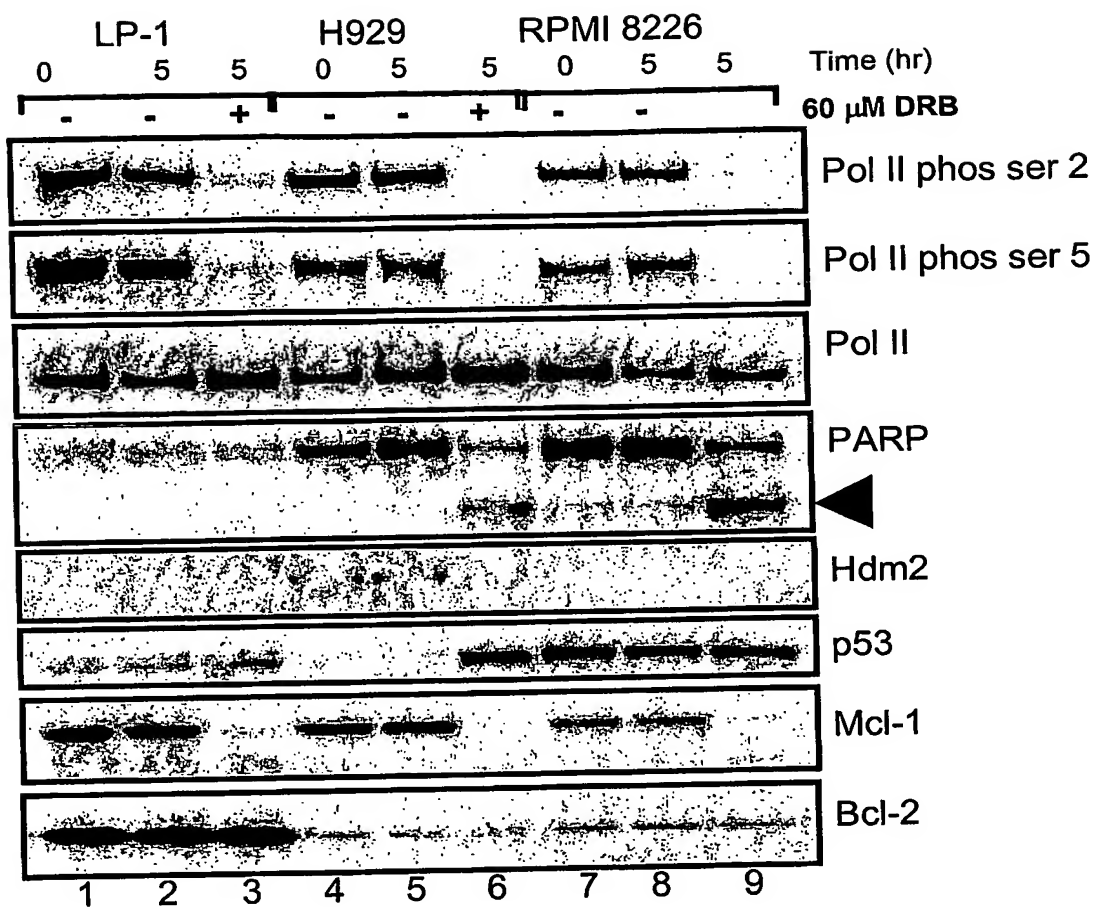 LP-1 H929 RPMI 8226
0 5 5 0 5 5 0 5 5 Time (hr)
- - + - - + - - 60 μM DRB
Pol II phos ser 2
Pol II phos ser 5
Pol II
PARP
Hdm2
p53
Mcl-1
Bcl-2
1 2 3 4 5 6 7 8 9